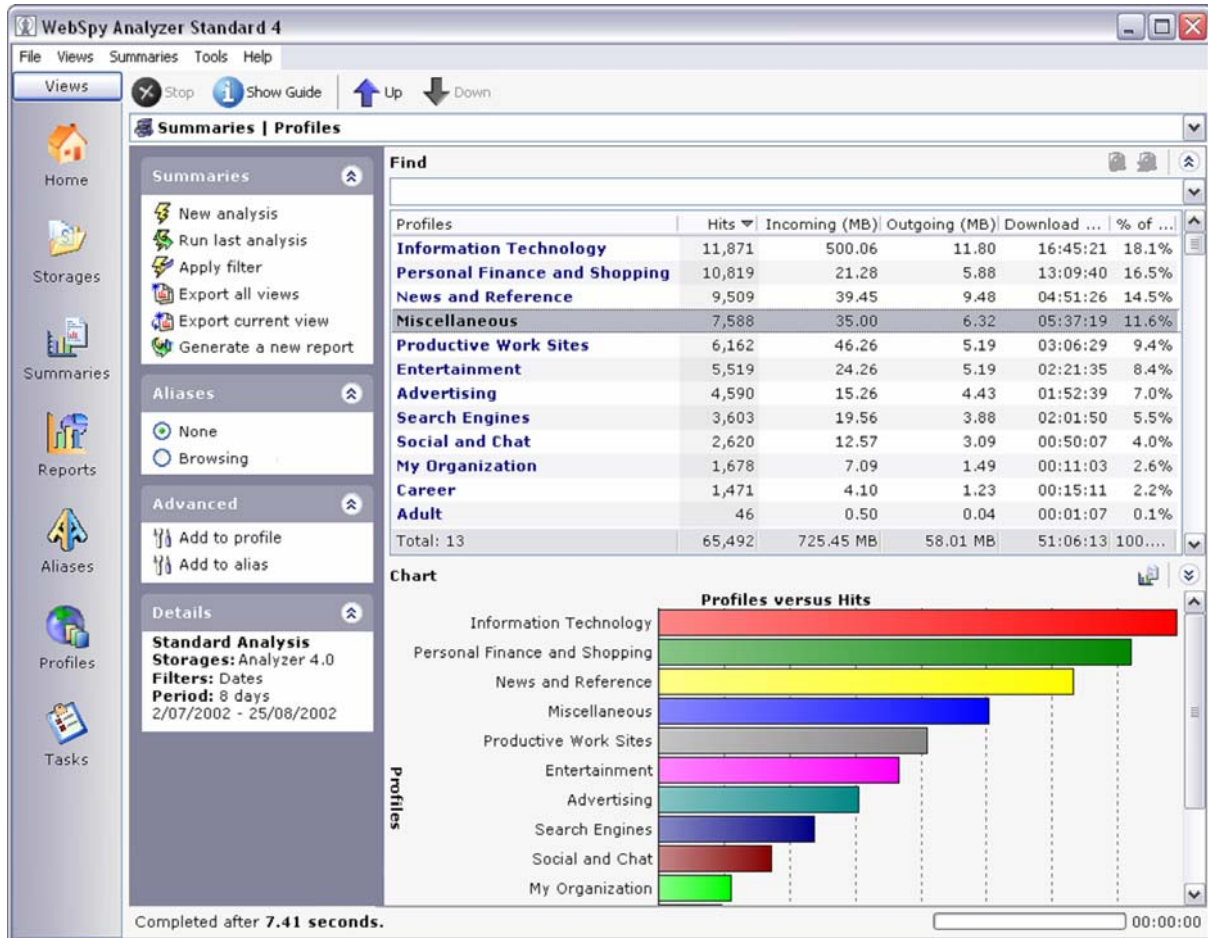 WebSpy Analyzer Standard 4
File Views Summaries Tools Help
Views
Stop Show Guide Up Down
Summaries | Profiles
Home
Storages
Summaries
Reports
Aliases
Profiles
Tasks
Summaries
New analysis
Run last analysis
Apply filter
Export all views
Export current view
Generate a new report
Aliases
None
Browsing
Advanced
Add to profile
Add to alias
Details
Standard Analysis
Storages: Analyzer 4.0
Filters: Dates
Period: 8 days
2/07/2002 - 25/08/2002
Find
Profiles Hits Incoming (MB) Outgoing (MB) Download ... % of ...
Information Technology 11,871 500.06 11.80 16:45:21 18.1%
Personal Finance and Shopping 10,819 21.28 5.88 13:09:40 16.5%
News and Reference 9,509 39.45 9.48 04:51:26 14.5%
Miscellaneous 7,588 35.00 6.32 05:37:19 11.6%
Productive Work Sites 6,162 46.26 5.19 03:06:29 9.4%
Entertainment 5,519 24.26 5.19 02:21:35 8.4%
Advertising 4,590 15.26 4.43 01:52:39 7.0%
Search Engines 3,603 19.56 3.88 02:01:50 5.5%
Social and Chat 2,620 12.57 3.09 00:50:07 4.0%
My Organization 1,678 7.09 1.49 00:11:03 2.6%
Career 1,471 4.10 1.23 00:15:11 2.2%
Adult 46 0.50 0.04 00:01:07 0.1%
Total: 13 65,492 725.45 MB 58.01 MB 51:06:13 100....
Chart
Profiles versus Hits
Profiles
Information Technology
Personal Finance and Shopping
News and Reference
Miscellaneous
Productive Work Sites
Entertainment
Advertising
Search Engines
Social and Chat
My Organization
Completed after 7.41 seconds.
00:00:00